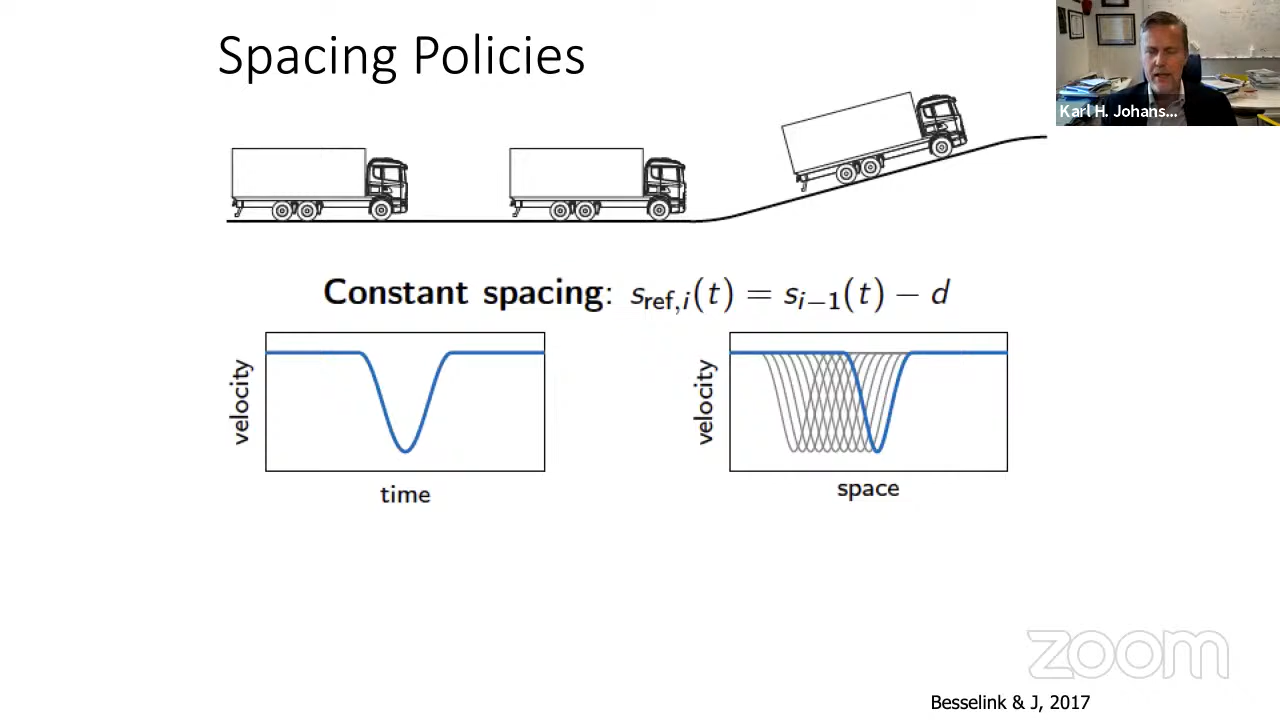 Spacing Policies
Karl H. Johans...
Constant spacing: s_ref,i(t) = s_i−1(t) − d
velocity
time
velocity
space
zoom
Besselink & J, 2017